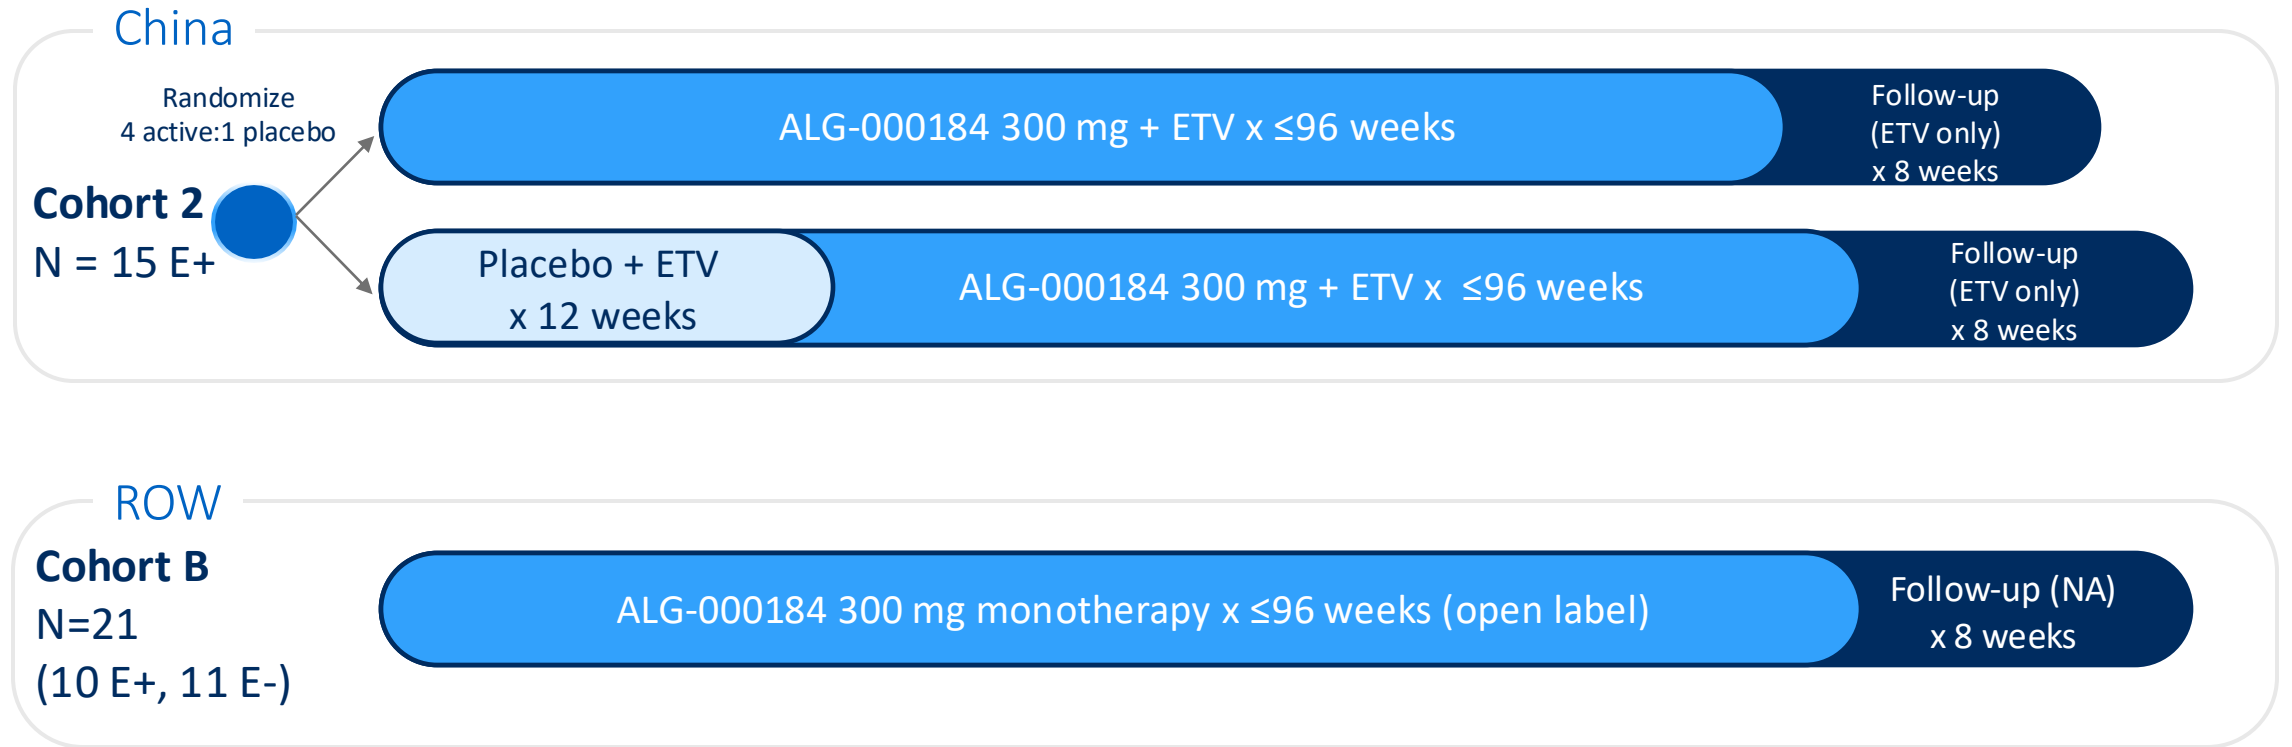 China
Randomize
4 active:1 placebo
Cohort 2
N = 15 E+
ALG-000184 300 mg + ETV x ≤96 weeks
Follow-up
(ETV only)
x 8 weeks
Placebo + ETV
x 12 weeks
ALG-000184 300 mg + ETV x ≤96 weeks
Follow-up
(ETV only)
x 8 weeks
ROW
Cohort B
N=21
(10 E+, 11 E-)
ALG-000184 300 mg monotherapy x ≤96 weeks (open label)
Follow-up (NA)
x 8 weeks